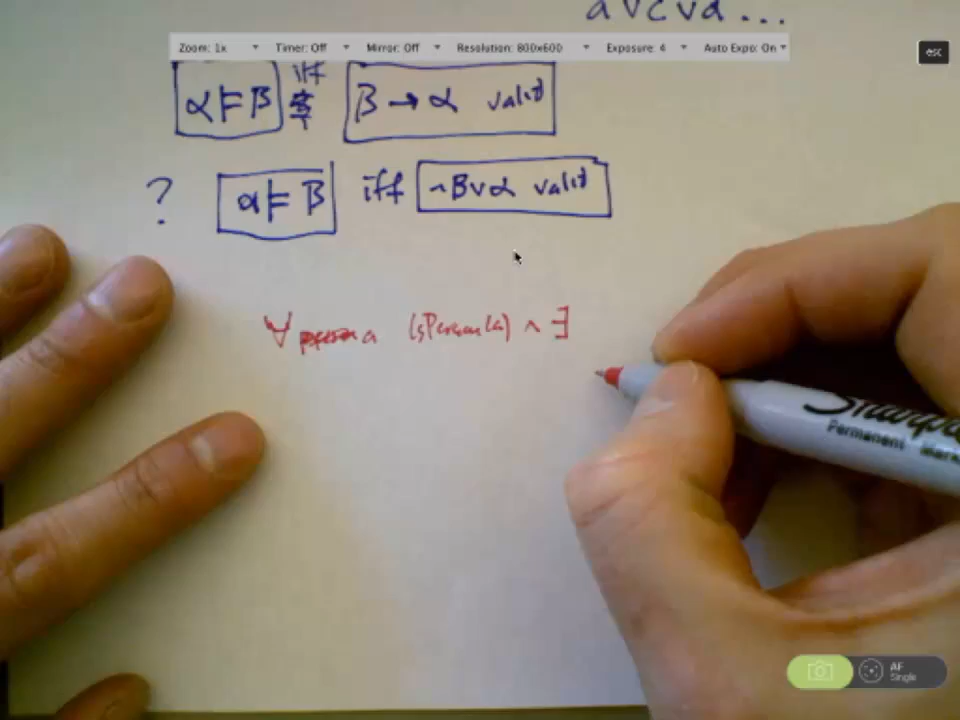 a v c v d ...
Zoom: 1x Timer: Off Mirror: Off Resolution: 800x600 Exposure: 4 Auto Expo: On
esc
α ⊨ β iff β → α valid
? α ⊨ β iff ¬β v α valid
∀ a isPerson(a) ∧ ∃
Sharpie
Permanent Mark
AF
Single